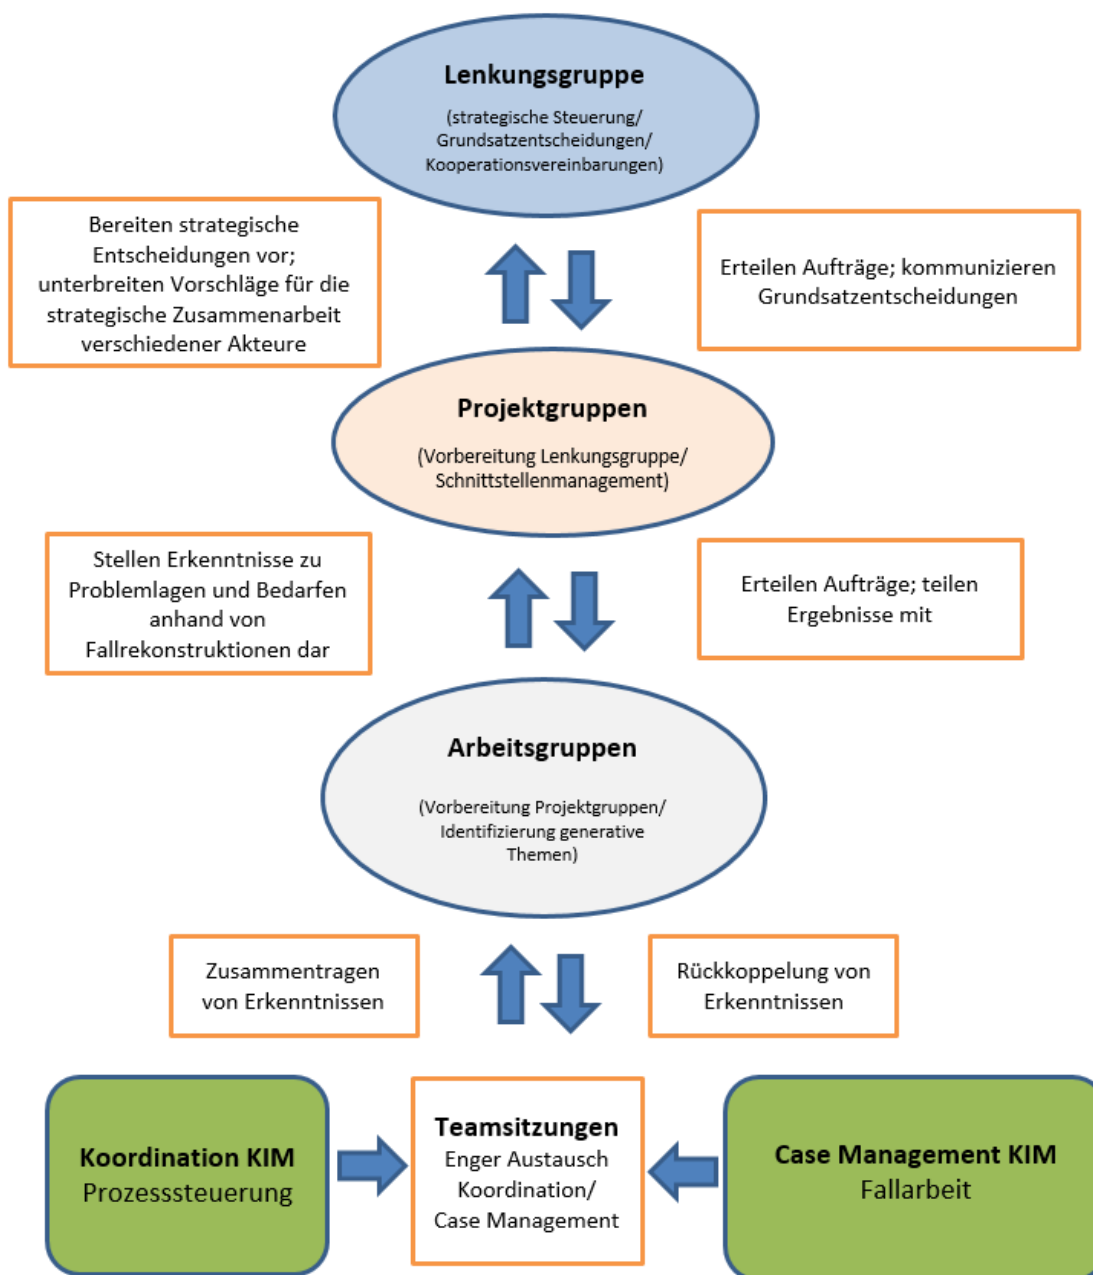 Lenkungsgruppe
(strategische Steuerung/
Grundsatzentscheidungen/
Kooperationsvereinbarungen)
Bereiten strategische
Entscheidungen vor;
unterbreiten Vorschläge für die
strategische Zusammenarbeit
verschiedener Akteure
Erteilen Aufträge; kommunizieren
Grundsatzentscheidungen
Projektgruppen
(Vorbereitung Lenkungsgruppe/
Schnittstellenmanagement)
Stellen Erkenntnisse zu
Problemlagen und Bedarfen
anhand von
Fallrekonstruktionen dar
Erteilen Aufträge; teilen
Ergebnisse mit
Arbeitsgruppen
(Vorbereitung Projektgruppen/
Identifizierung generative
Themen)
Zusammentragen
von Erkenntnissen
Rückkoppelung von
Erkenntnissen
Koordination KIM
Prozesssteuerung
Teamsitzungen
Enger Austausch
Koordination/
Case Management
Case Management KIM
Fallarbeit